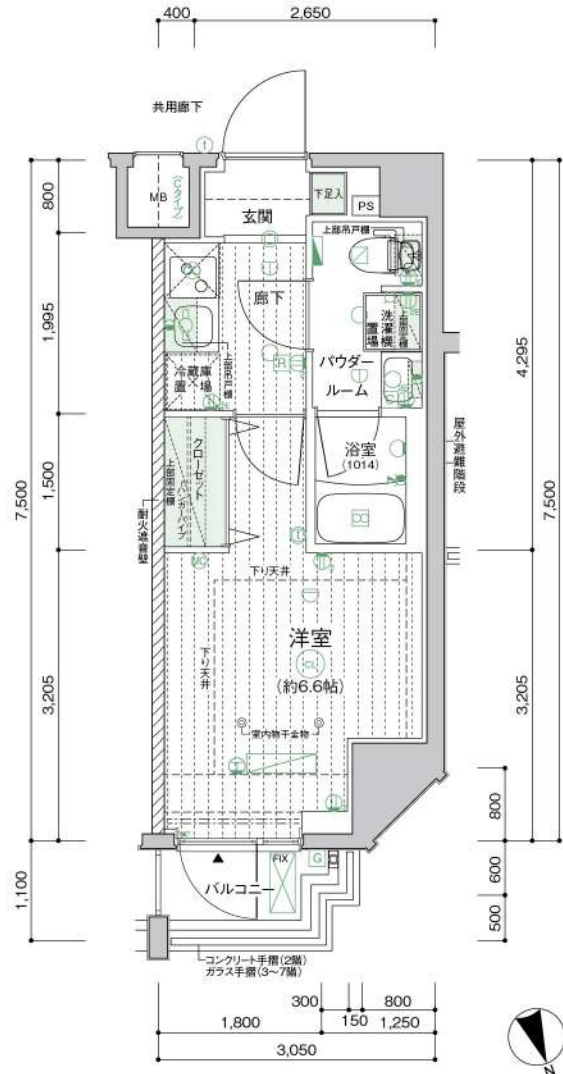 400
2,650
共用廊下
MB
(Cタイプ)
玄関
下足入
PS
上部吊戸棚
廊下
洗濯機置場
上部固定棚
冷蔵庫置場
上部吊戸棚
R
パウダー
ルーム
クローゼット
ハンガーパイプ
上部固定棚
浴室
(1014)
耐火遮音壁
屋外避難階段
下り天井
下り天井
洋室
(約6.6帖)
室内物干金物
FIX
G
バルコニー
コンクリート手摺(2階)
ガラス手摺(3〜7階)
7,500
800
1,995
1,500
3,205
1,100
4,295
7,500
3,205
800
600
500
300
800
1,800
150
1,250
3,050
N